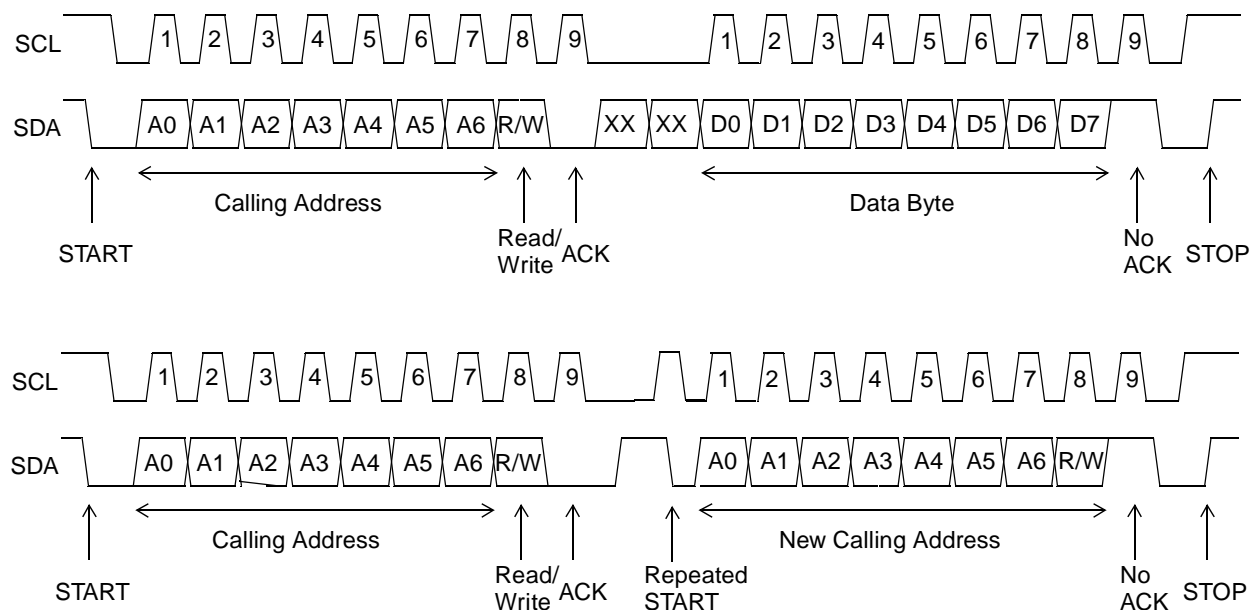 SCL 1 2 3 4 5 6 7 8 9 1 2 3 4 5 6 7 8 9
SDA A0 A1 A2 A3 A4 A5 A6 R/W XX XX D0 D1 D2 D3 D4 D5 D6 D7
Calling Address Data Byte
START Read/ ACK No STOP
Write ACK
SCL 1 2 3 4 5 6 7 8 9 1 2 3 4 5 6 7 8 9
SDA A0 A1 A2 A3 A4 A5 A6 R/W A0 A1 A2 A3 A4 A5 A6 R/W
Calling Address New Calling Address
START Read/ ACK Repeated No STOP
Write START ACK